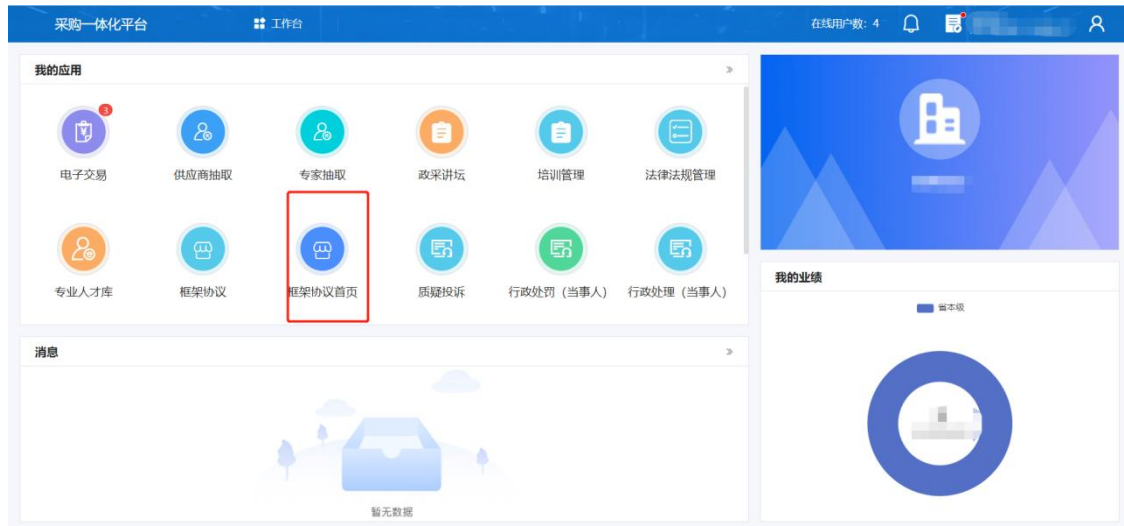 采购一体化平台
工作台
在线用户数: 4
我的应用
3
电子交易
供应商抽取
专家抽取
政采讲坛
培训管理
法律法规管理
专业人才库
框架协议
框架协议首页
质疑投诉
行政处罚（当事人）
行政处理（当事人）
消息
暂无数据
我的业绩
省本级